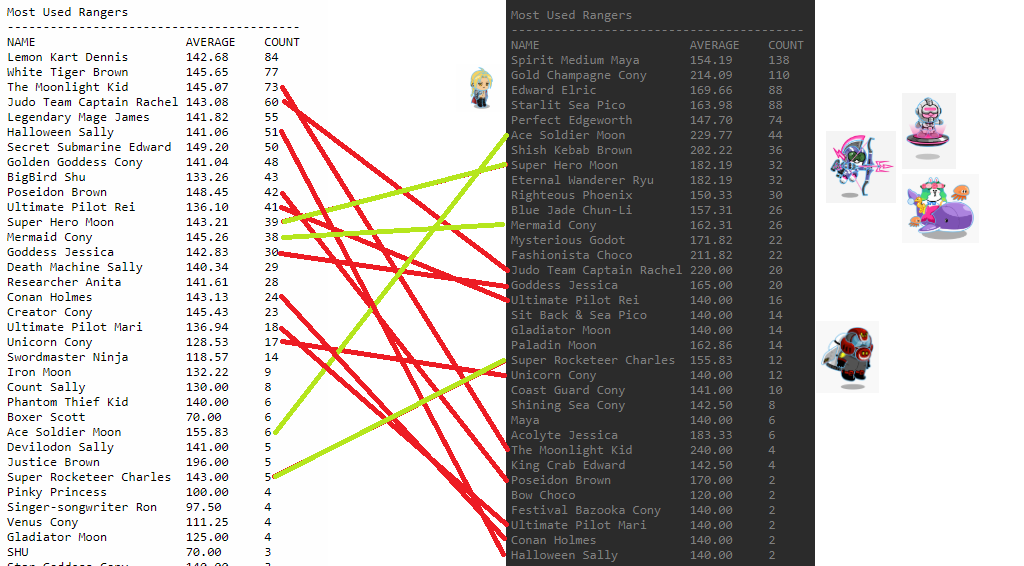 Most Used Rangers
---------------------------------------
NAME AVERAGE COUNT
Lemon Kart Dennis 142.68 84
White Tiger Brown 145.65 77
The Moonlight Kid 145.07 73
Judo Team Captain Rachel 143.08 60
Legendary Mage James 141.82 55
Halloween Sally 141.06 51
Secret Submarine Edward 149.20 50
Golden Goddess Cony 141.04 48
BigBird Shu 133.26 43
Poseidon Brown 148.45 42
Ultimate Pilot Rei 136.10 41
Super Hero Moon 143.21 39
Mermaid Cony 145.26 38
Goddess Jessica 142.83 30
Death Machine Sally 140.34 29
Researcher Anita 141.61 28
Conan Holmes 143.13 24
Creator Cony 145.43 23
Ultimate Pilot Mari 136.94 18
Unicorn Cony 128.53 17
Swordmaster Ninja 118.57 14
Iron Moon 132.22 9
Count Sally 130.00 8
Phantom Thief Kid 140.00 6
Boxer Scott 70.00 6
Ace Soldier Moon 155.83 6
Devilodon Sally 141.00 5
Justice Brown 196.00 5
Super Rocketeer Charles 143.00 5
Pinky Princess 100.00 4
Singer-songwriter Ron 97.50 4
Venus Cony 111.25 4
Gladiator Moon 125.00 4
SHU 70.00 3
Most Used Rangers
---------------------------------------
NAME AVERAGE COUNT
Spirit Medium Maya 154.19 138
Gold Champagne Cony 214.09 110
Edward Elric 169.66 88
Starlit Sea Pico 163.98 88
Perfect Edgeworth 147.70 74
Ace Soldier Moon 229.77 44
Shish Kebab Brown 202.22 36
Super Hero Moon 182.19 32
Eternal Wanderer Ryu 182.19 32
Righteous Phoenix 150.33 30
Blue Jade Chun-Li 157.31 26
Mermaid Cony 162.31 26
Mysterious Godot 171.82 22
Fashionista Choco 211.82 22
Judo Team Captain Rachel 220.00 20
Goddess Jessica 165.00 20
Ultimate Pilot Rei 140.00 16
Sit Back & Sea Pico 140.00 14
Gladiator Moon 140.00 14
Paladin Moon 162.86 14
Super Rocketeer Charles 155.83 12
Unicorn Cony 140.00 12
Coast Guard Cony 141.00 10
Shining Sea Cony 142.50 8
Maya 140.00 6
Acolyte Jessica 183.33 6
The Moonlight Kid 240.00 4
King Crab Edward 142.50 4
Poseidon Brown 170.00 2
Bow Choco 120.00 2
Festival Bazooka Cony 140.00 2
Ultimate Pilot Mari 140.00 2
Conan Holmes 140.00 2
Halloween Sally 140.00 2